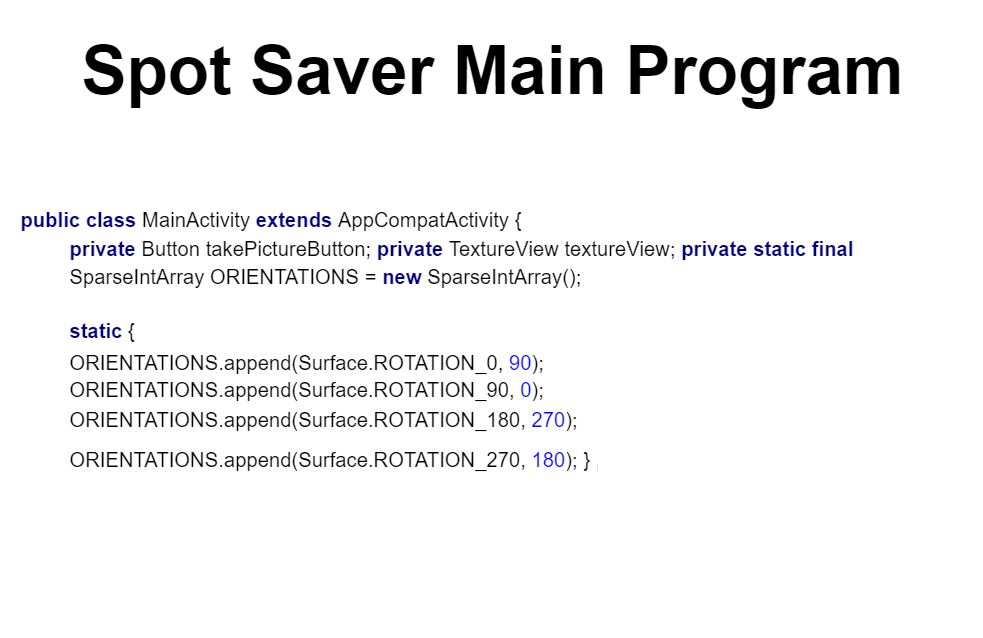 Spot Saver Main Program
public class MainActivity extends AppCompatActivity {
private Button takePictureButton; private TextureView textureView; private static final
SparseIntArray ORIENTATIONS = new SparseIntArray();
static {
ORIENTATIONS.append(Surface.ROTATION_0, 90);
ORIENTATIONS.append(Surface.ROTATION_90, 0);
ORIENTATIONS.append(Surface.ROTATION_180, 270);
ORIENTATIONS.append(Surface.ROTATION_270, 180); }